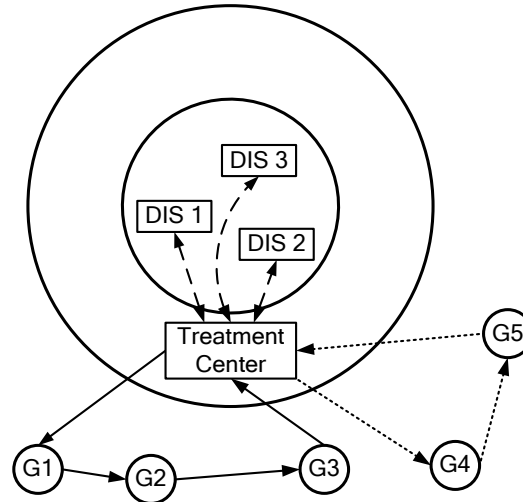 DIS 3
DIS 1
DIS 2
Treatment
Center
G5
G1
G2
G3
G4